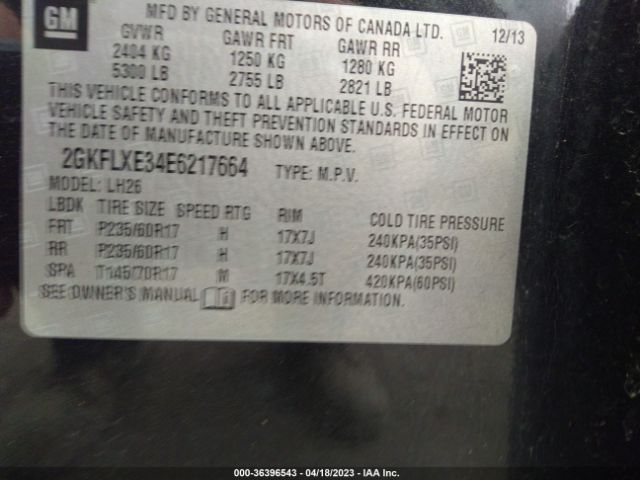 GM
MFD BY GENERAL MOTORS OF CANADA LTD.
12/13
GVWR GAWR FRT GAWR RR
2404 KG 1250 KG 1280 KG
5300 LB 2755 LB 2821 LB
THIS VEHICLE CONFORMS TO ALL APPLICABLE U.S. FEDERAL MOTOR
VEHICLE SAFETY AND THEFT PREVENTION STANDARDS IN EFFECT ON
THE DATE OF MANUFACTURE SHOWN ABOVE.
2GKFLXE34E6217664 TYPE: M.P.V.
MODEL: LH26
LBDK TIRE SIZE SPEED RTG RIM COLD TIRE PRESSURE
FRT P235/60R17 H 17X7J 240KPA(35PSI)
RR P235/60R17 H 17X7J 240KPA(35PSI)
SPA T145/70R17 M 17X4.5T 420KPA(60PSI)
SEE OWNER'S MANUAL FOR MORE INFORMATION.
000-36396543 / 04/18/2023 - IAA Inc.